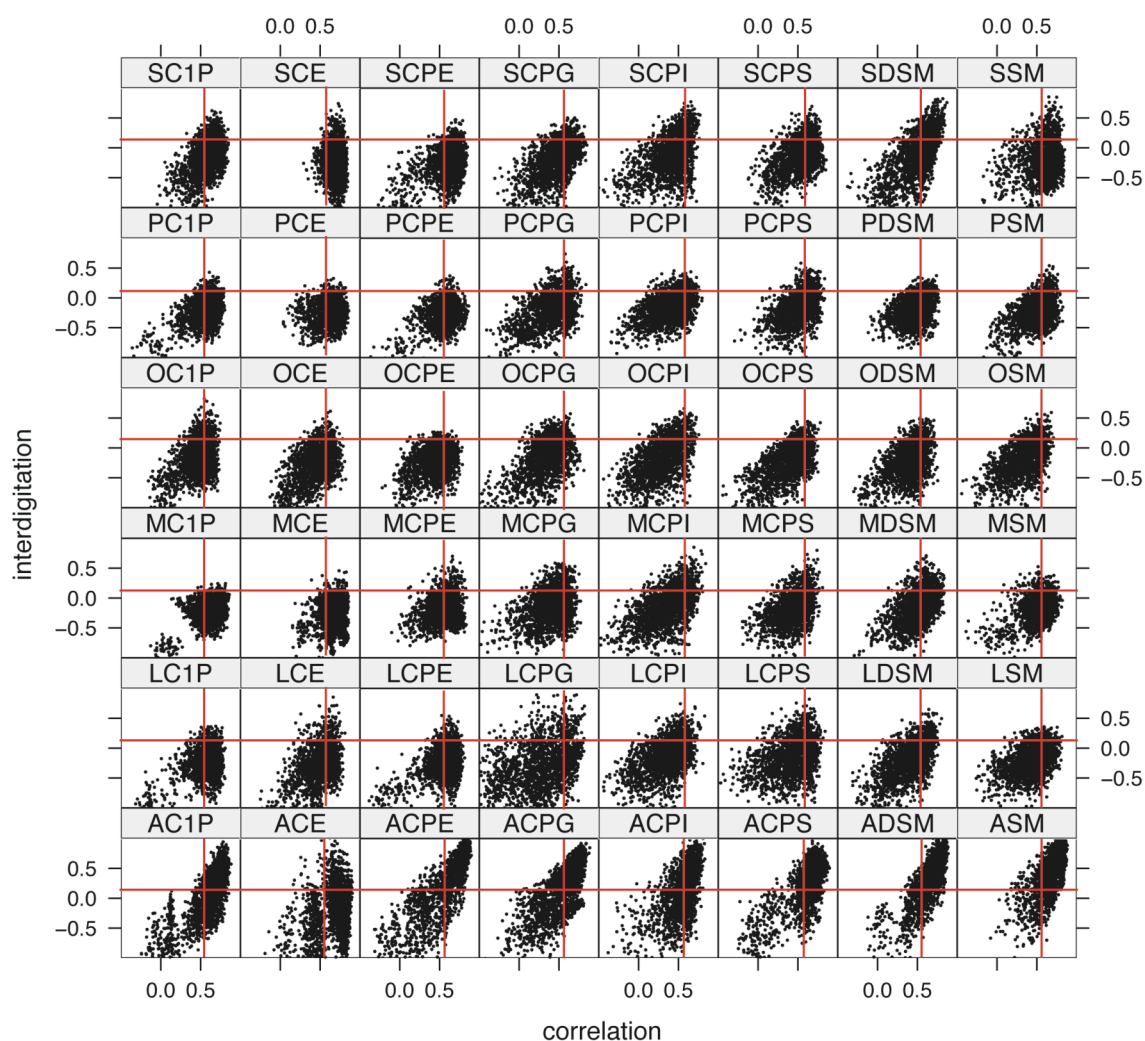 0.0 0.5 0.0 0.5 0.0 0.5 0.0 0.5
SC1P SCE SCPE SCPG SCPI SCPS SDSM SSM
0.5
0.0
−0.5
PC1P PCE PCPE PCPG PCPI PCPS PDSM PSM
0.5
0.0
−0.5
OC1P OCE OCPE OCPG OCPI OCPS ODSM OSM
0.5
0.0
−0.5
interdigitation
MC1P MCE MCPE MCPG MCPI MCPS MDSM MSM
0.5
0.0
−0.5
LC1P LCE LCPE LCPG LCPI LCPS LDSM LSM
0.5
0.0
−0.5
AC1P ACE ACPE ACPG ACPI ACPS ADSM ASM
0.5
0.0
−0.5
0.0 0.5 0.0 0.5 0.0 0.5 0.0 0.5
correlation